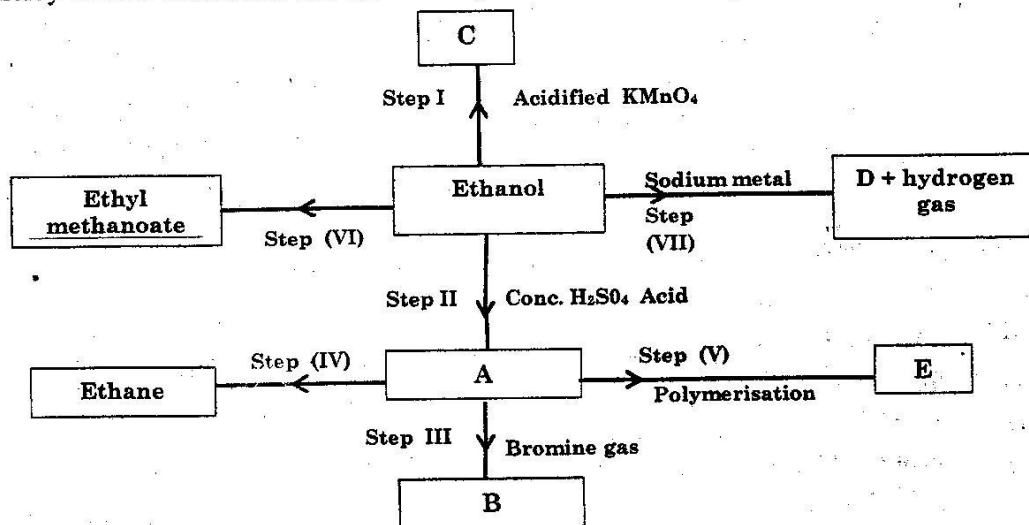 C
Step I
Acidified KMnO₄
Ethanol
Sodium metal
D + hydrogen
gas
Ethyl
methanoate
Step (VI)
Step
(VII)
Step II
Conc. H₂S0₄ Acid
Step (IV)
A
Step (V)
E
Ethane
Polymerisation
Step III
Bromine gas
B